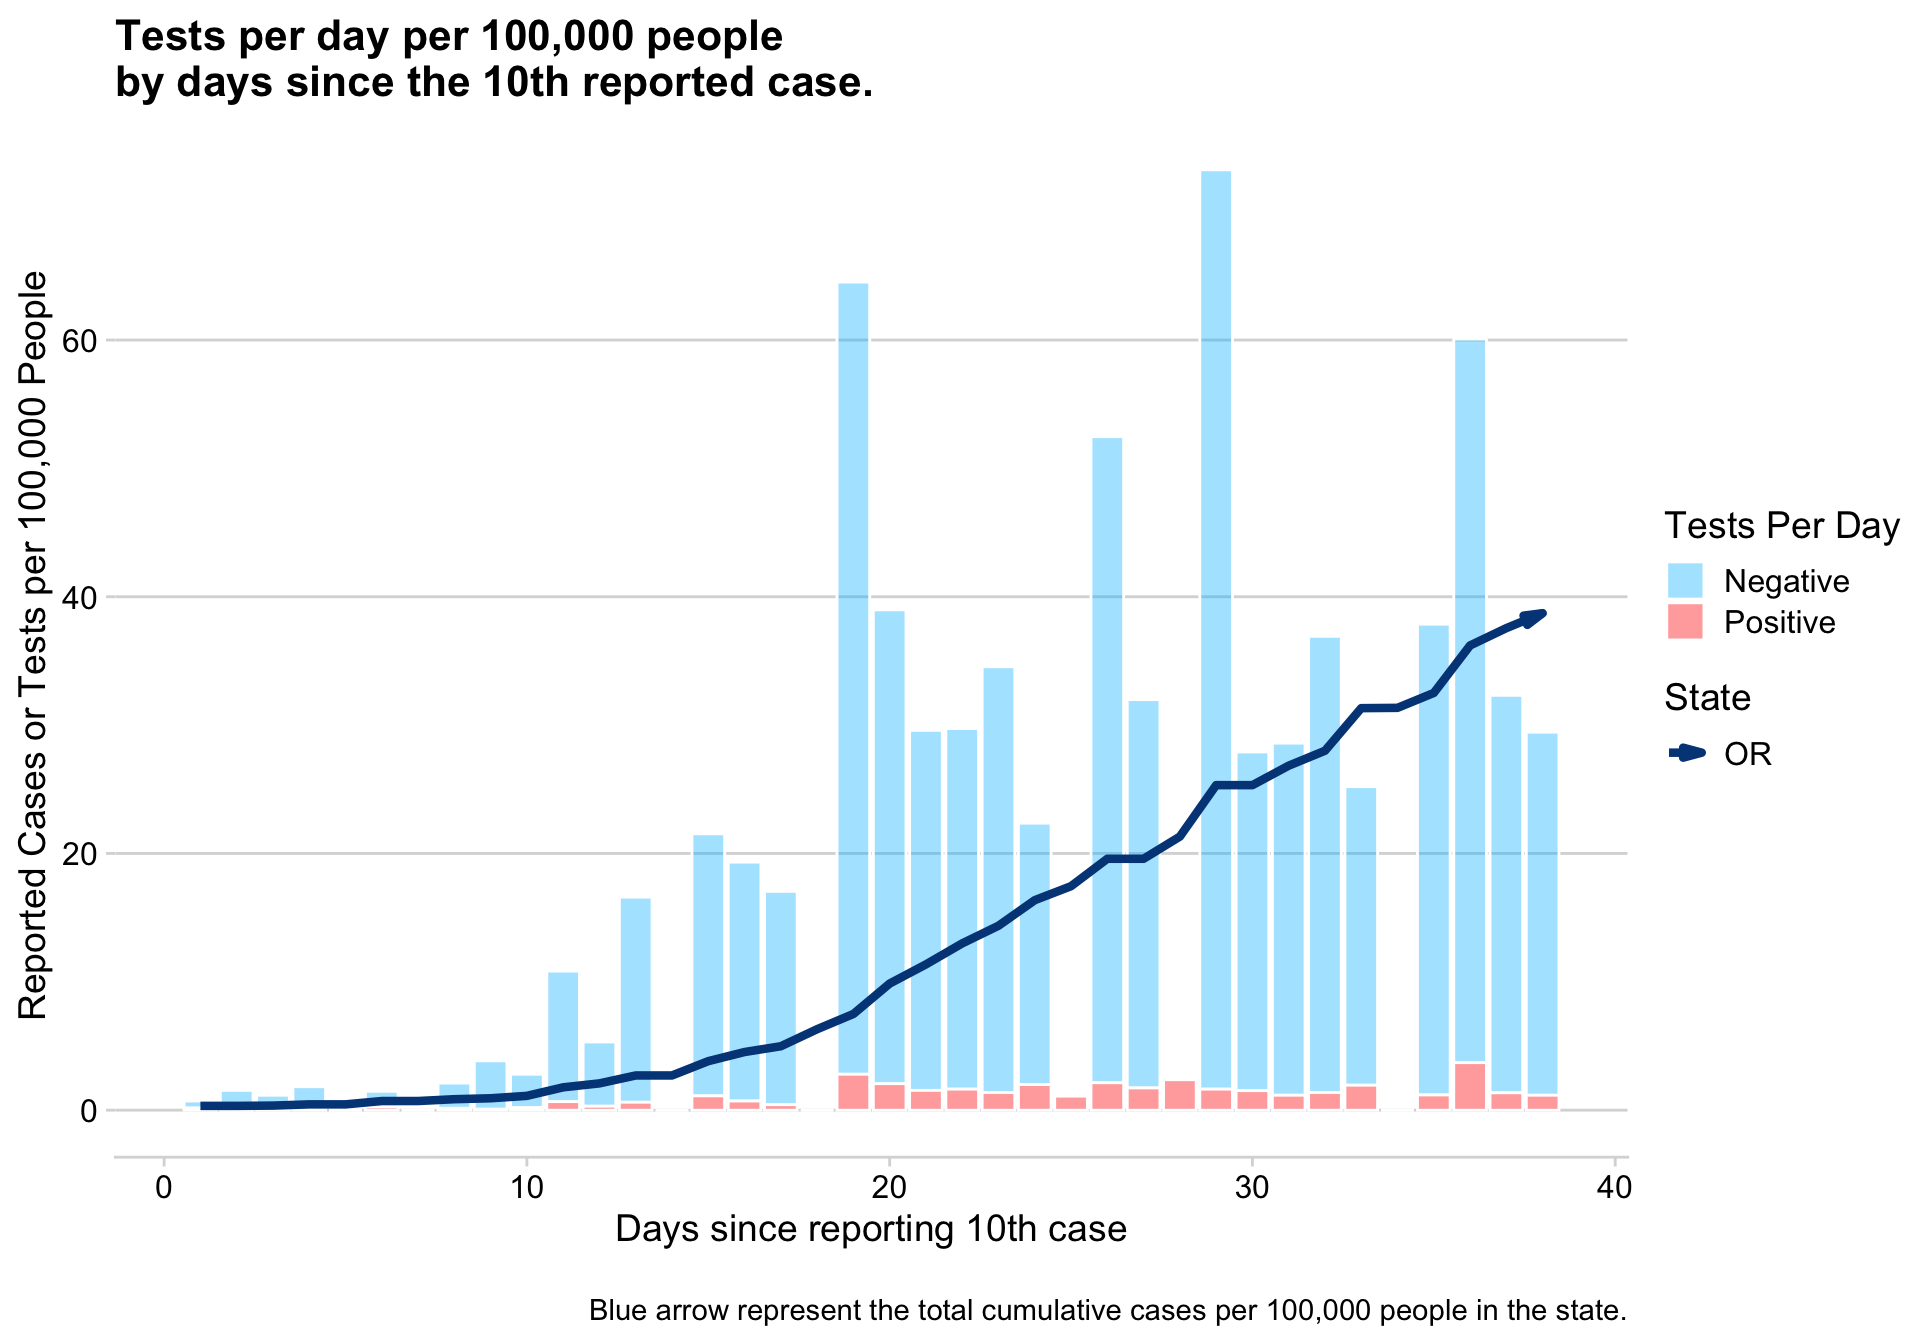 Tests per day per 100,000 people
by days since the 10th reported case.
Reported Cases or Tests per 100,000 People
60
40
20
0
0
10
20
30
40
Days since reporting 10th case
Tests Per Day
Negative
Positive
State
OR
Blue arrow represent the total cumulative cases per 100,000 people in the state.